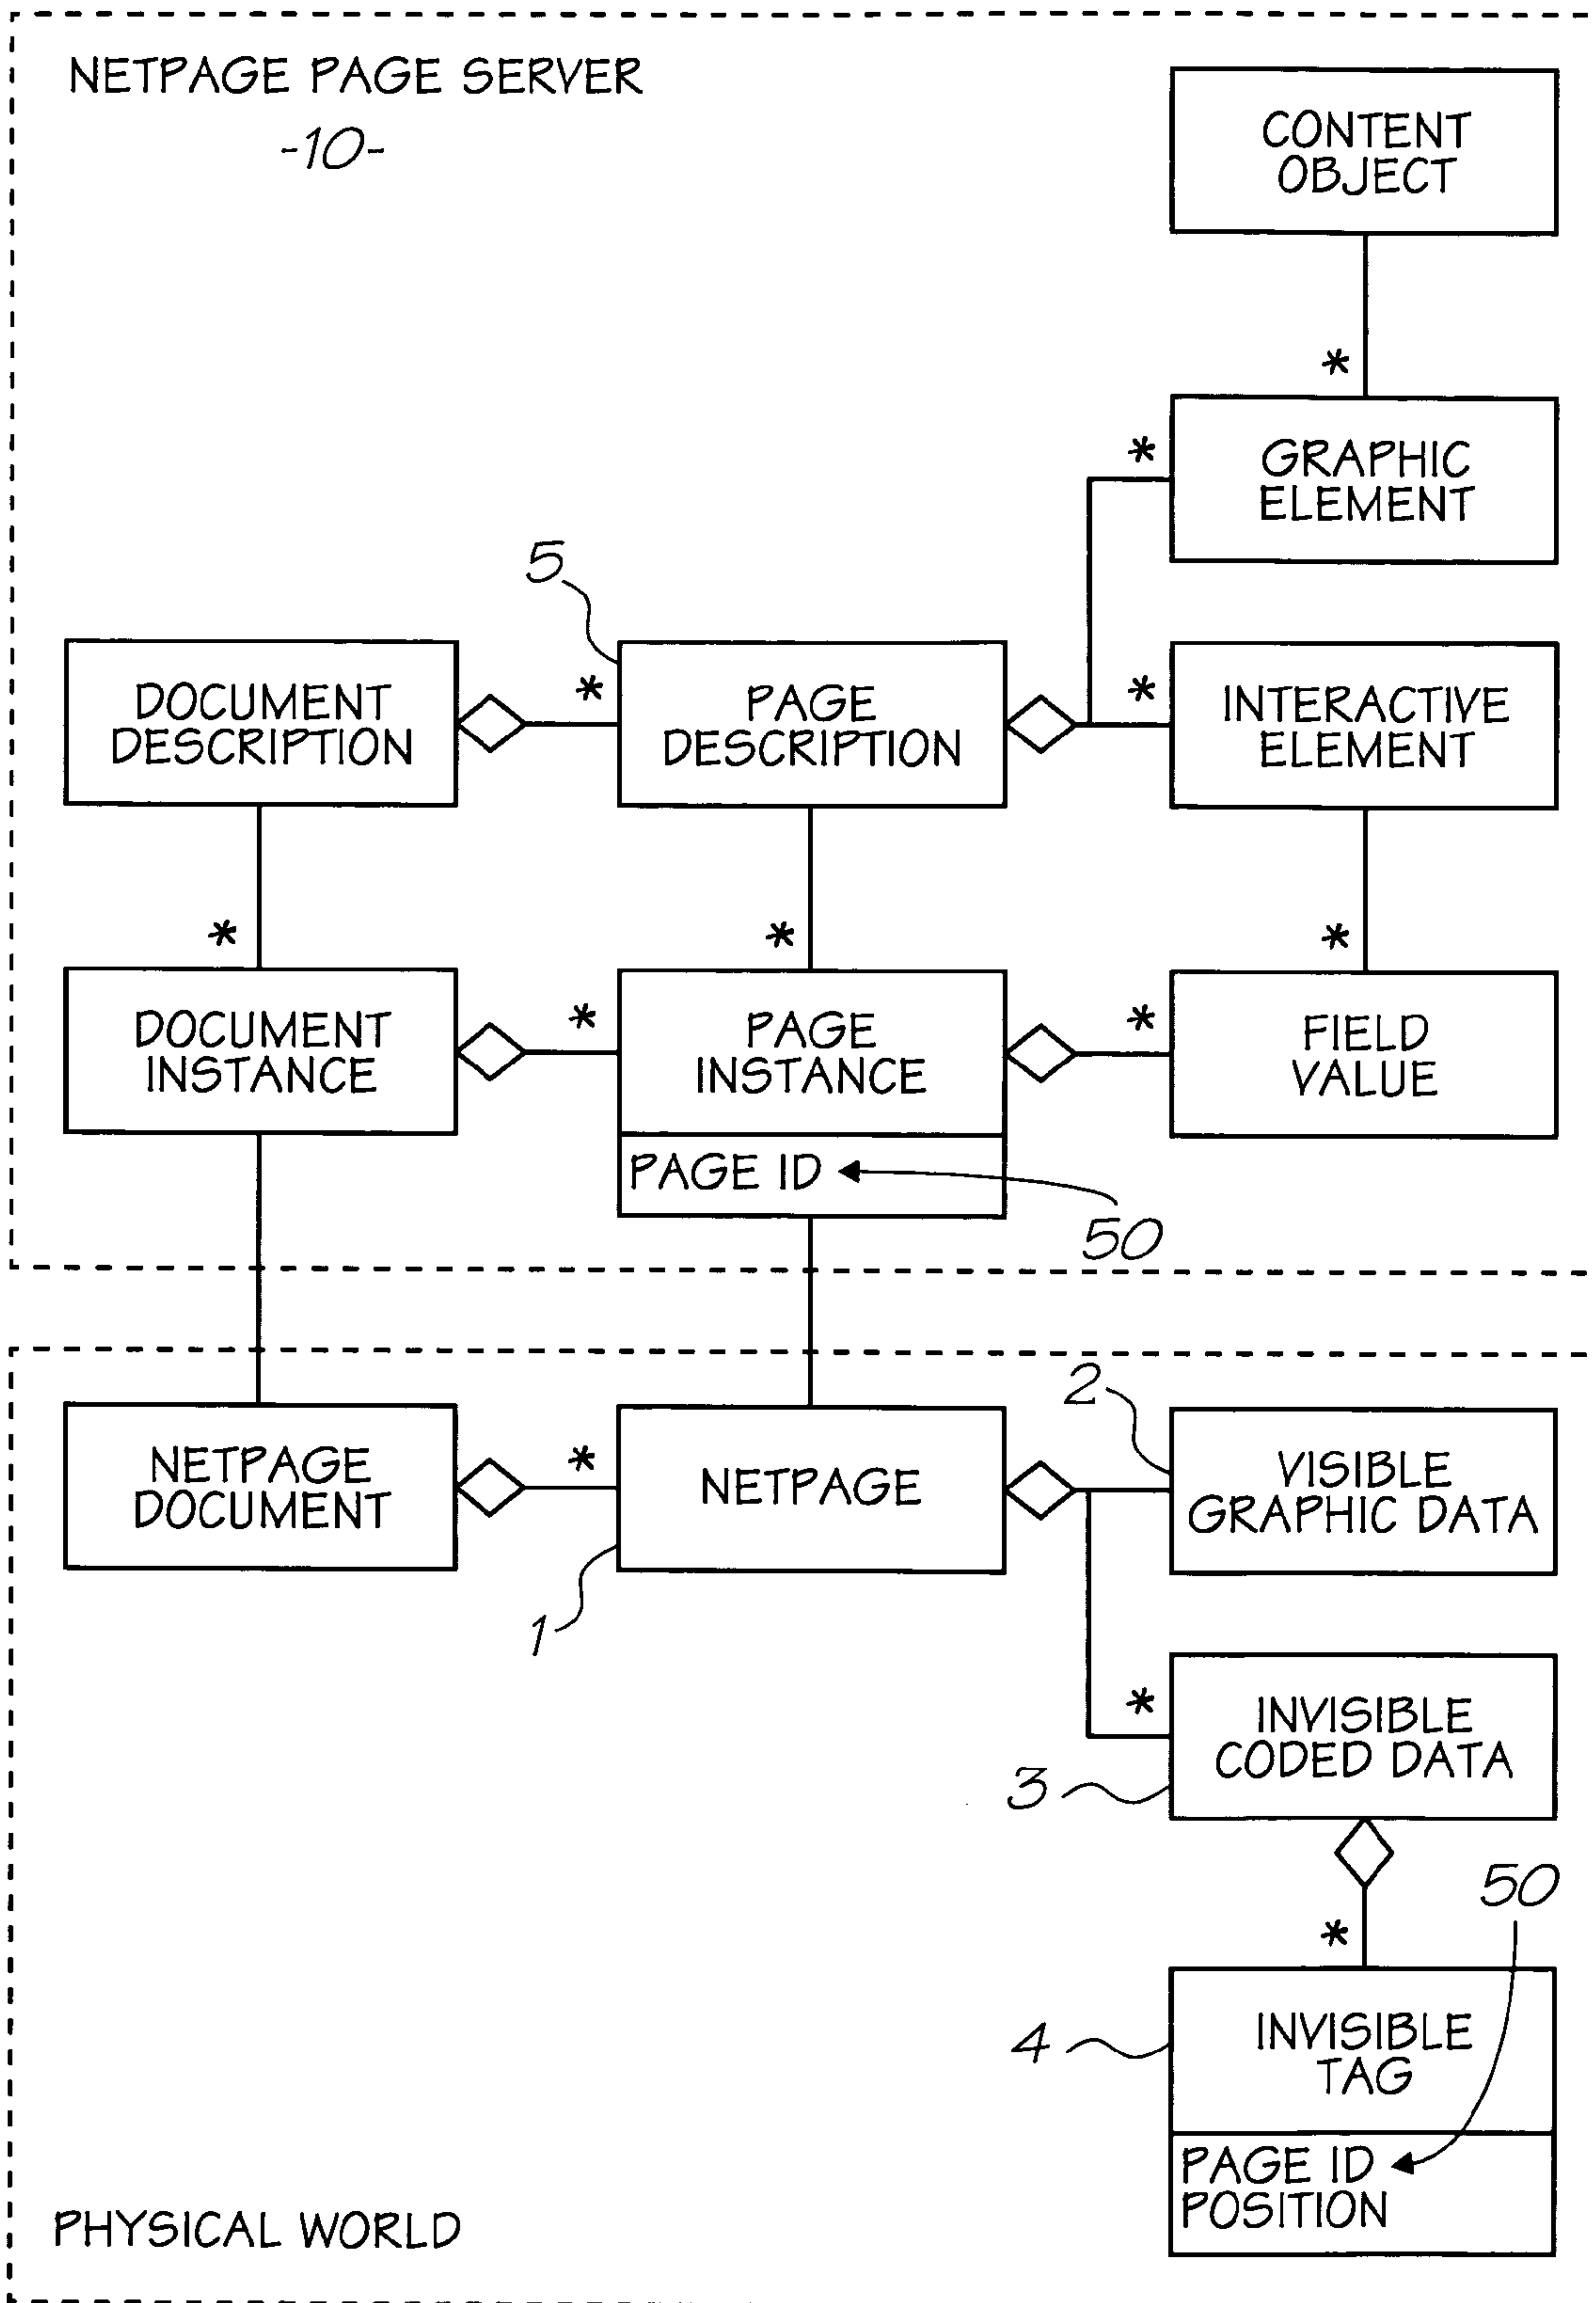 NETPAGE PAGE SERVER
-10-
CONTENT
OBJECT
*
*
GRAPHIC
ELEMENT
5
DOCUMENT
DESCRIPTION
*
PAGE
DESCRIPTION
*
INTERACTIVE
ELEMENT
*
*
*
DOCUMENT
INSTANCE
*
PAGE
INSTANCE
*
FIELD
VALUE
PAGE ID
50
2
NETPAGE
DOCUMENT
*
NETPAGE
VISIBLE
GRAPHIC DATA
1
*
INVISIBLE
CODED DATA
3
50
*
4
INVISIBLE
TAG
PAGE ID
POSITION
PHYSICAL WORLD